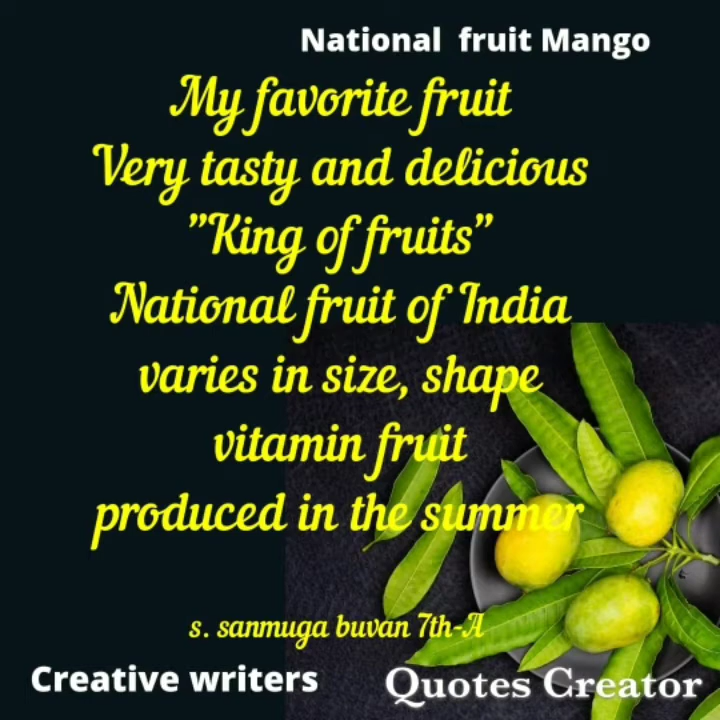 National fruit Mango
My favorite fruit
Very tasty and delicious
”King of fruits”
National fruit of India
varies in size, shape
vitamin fruit
produced in the summer
s. sanmuga buvan 7th-A
Creative writers
Quotes Creator